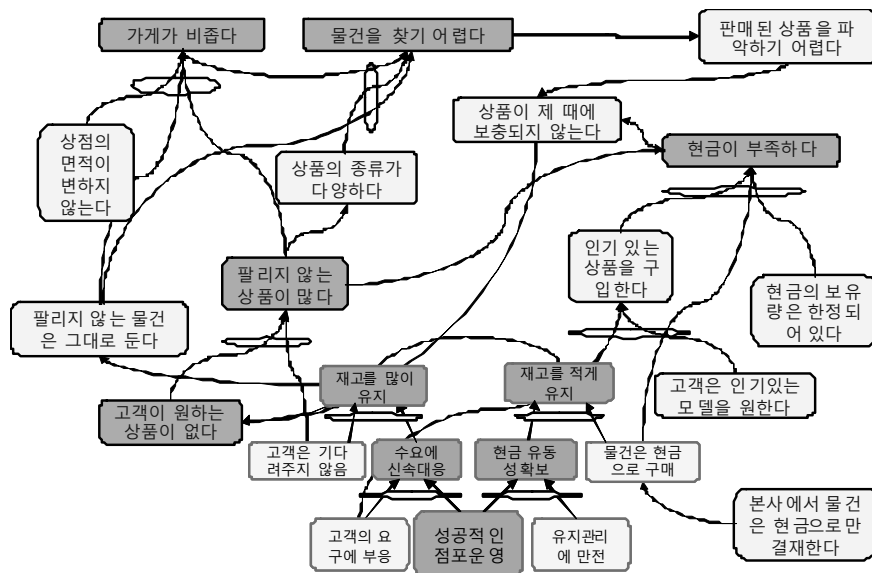 가게가 비좁다
물건을 찾기 어렵다
판매된 상품을 파
악하기 어렵다
상품이 제 때에
보충되지 않는다
현금이 부족하다
상점의
면적이
변하지
않는다
상품의 종류가
다양하다
인기 있는
상품을 구
입한다
팔리지 않는
상품이 많다
현금의 보유
량은 한정되
어 있다
팔리지 않는 물건
은 그대로 둔다
재고를 많이
유지
재고를 적게
유지
고객은 인기있는
모델을 원한다
고객이 원하는
상품이 없다
고객은 기다
려주지 않음
수요에
신속대응
현금 유동
성확보
물건은 현금
으로 구매
본사에서 물건
은 현금으로만
결재한다
고객의 요
구에 부응
성공적인
점포운영
유지관리
에 만전